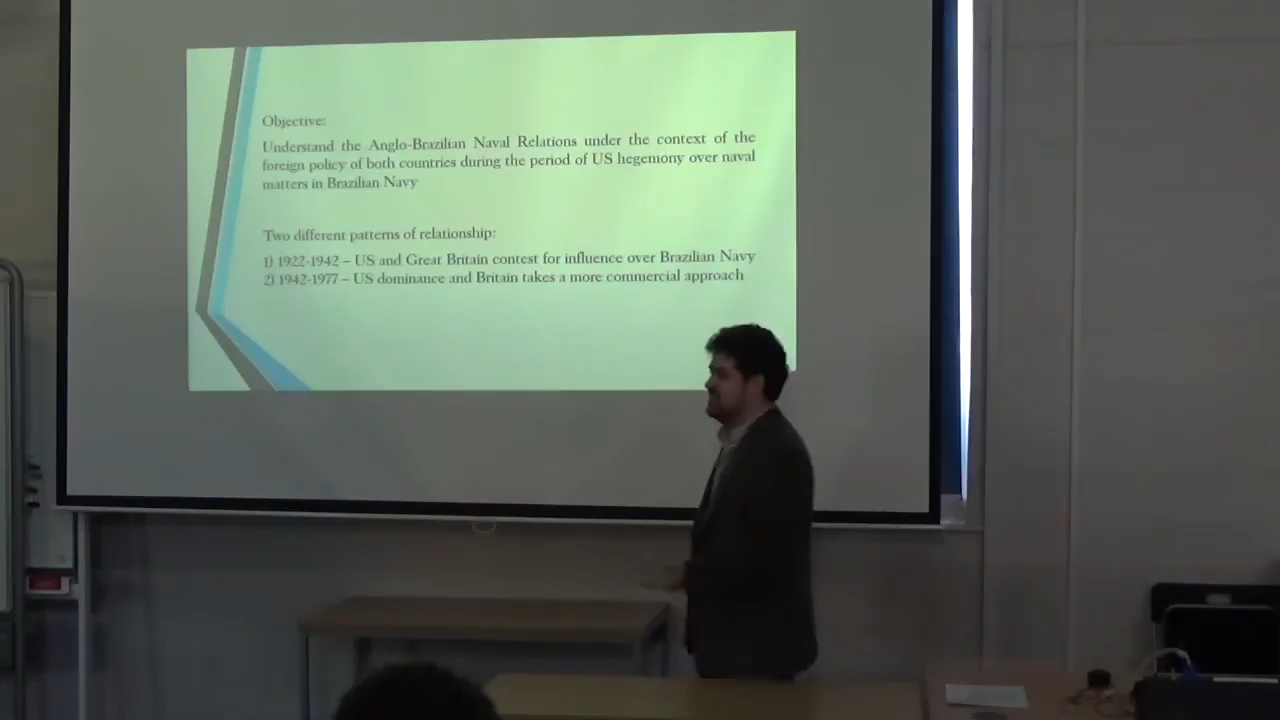 Objective:
Understand the Anglo-Brazilian Naval Relations under the context of the
foreign policy of both countries during the period of US hegemony over naval
matters in Brazilian Navy
Two different patterns of relationship:
1) 1922-1942 – US and Great Britain contest for influence over Brazilian Navy
2) 1942-1977 – US dominance and Britain takes a more commercial approach